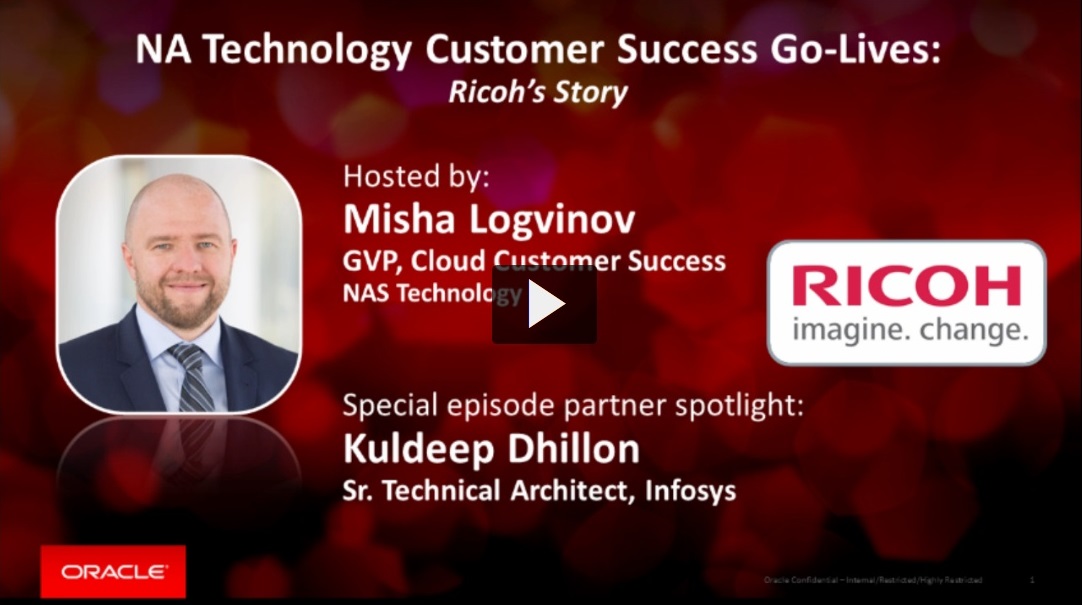 NA Technology Customer Success Go-Lives:
Ricoh's Story
Hosted by:
Misha Logvinov
GVP, Cloud Customer Success
NAS Technology
RICOH
imagine. change.
Special episode partner spotlight:
Kuldeep Dhillon
Sr. Technical Architect, Infosys
ORACLE®
Oracle Confidential – Internal/Restricted/Highly Restricted
1